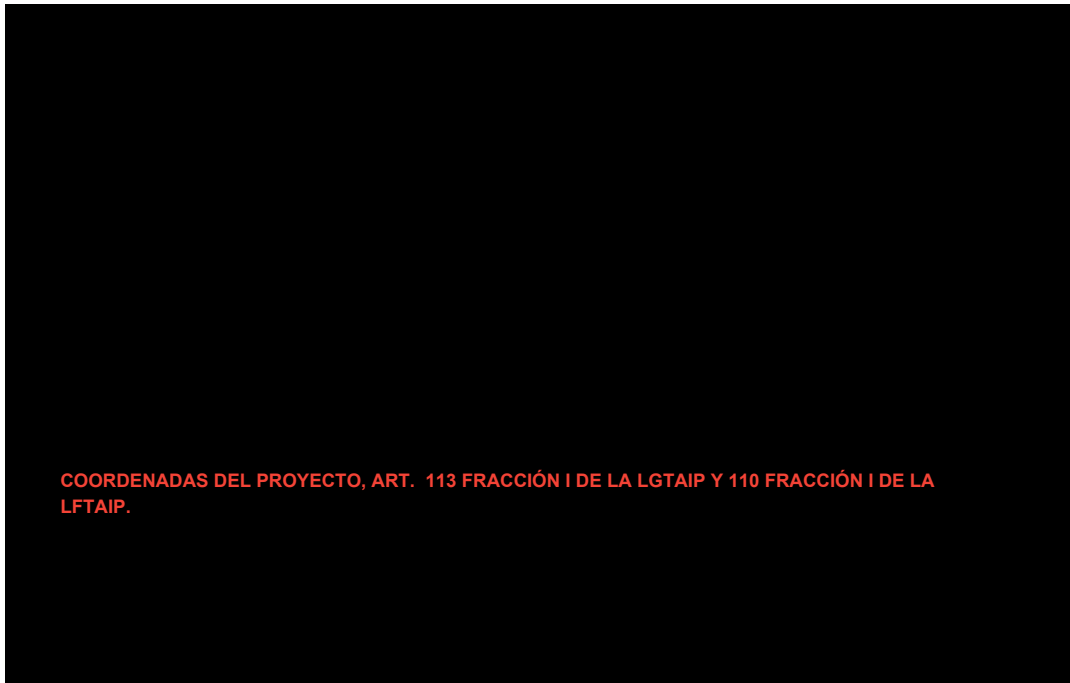 COORDENADAS DEL PROYECTO, ART.  113 FRACCIÓN I DE LA LGTAIP Y 110 FRACCIÓN I DE LA
LFTAIP.